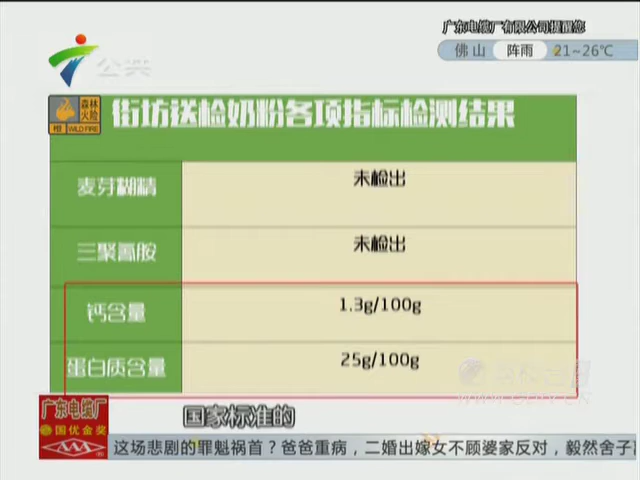 广东电缆厂有限公司提醒您
佛山 阵雨 21~26℃
公共
森林火险
橙 WILD FIRE
街坊送检奶粉各项指标检测结果
麦芽糊精 未检出
三聚氰胺 未检出
钙含量 1.3g/100g
蛋白质含量 25g/100g
国家标准的
广东电缆厂
国优金奖
AAA
这场悲剧的罪魁祸首？爸爸重病，二婚出嫁女不顾婆家反对，毅然舍子